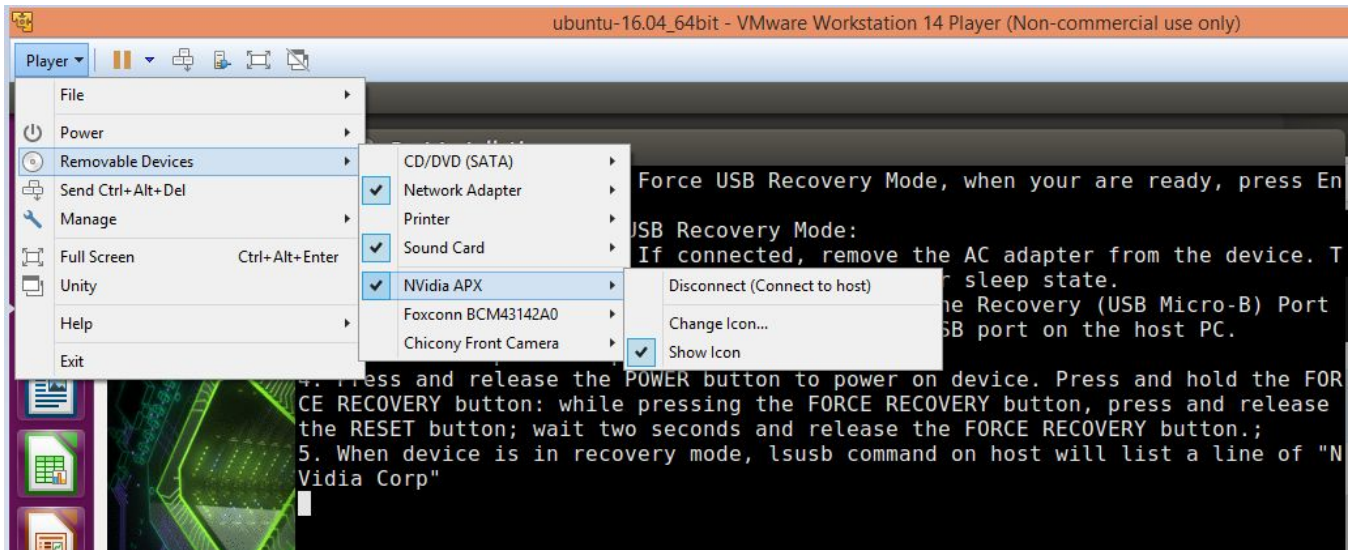 ubuntu-16.04_64bit - VMware Workstation 14 Player (Non-commercial use only)
Player
File
Power
Removable Devices
Send Ctrl+Alt+Del
Manage
Full Screen Ctrl+Alt+Enter
Unity
Help
Exit
CD/DVD (SATA)
Network Adapter
Printer
Sound Card
NVidia APX
Foxconn BCM43142A0
Chicony Front Camera
Disconnect (Connect to host)
Change Icon...
Show Icon
Force USB Recovery Mode, when your are ready, press En
USB Recovery Mode:
If connected, remove the AC adapter from the device. T
sleep state.
Recovery (USB Micro-B) Port
port on the host PC.
4. Press and release the POWER button to power on device. Press and hold the FOR
CE RECOVERY button: while pressing the FORCE RECOVERY button, press and release
the RESET button; wait two seconds and release the FORCE RECOVERY button.;
5. When device is in recovery mode, lsusb command on host will list a line of "N
Vidia Corp"